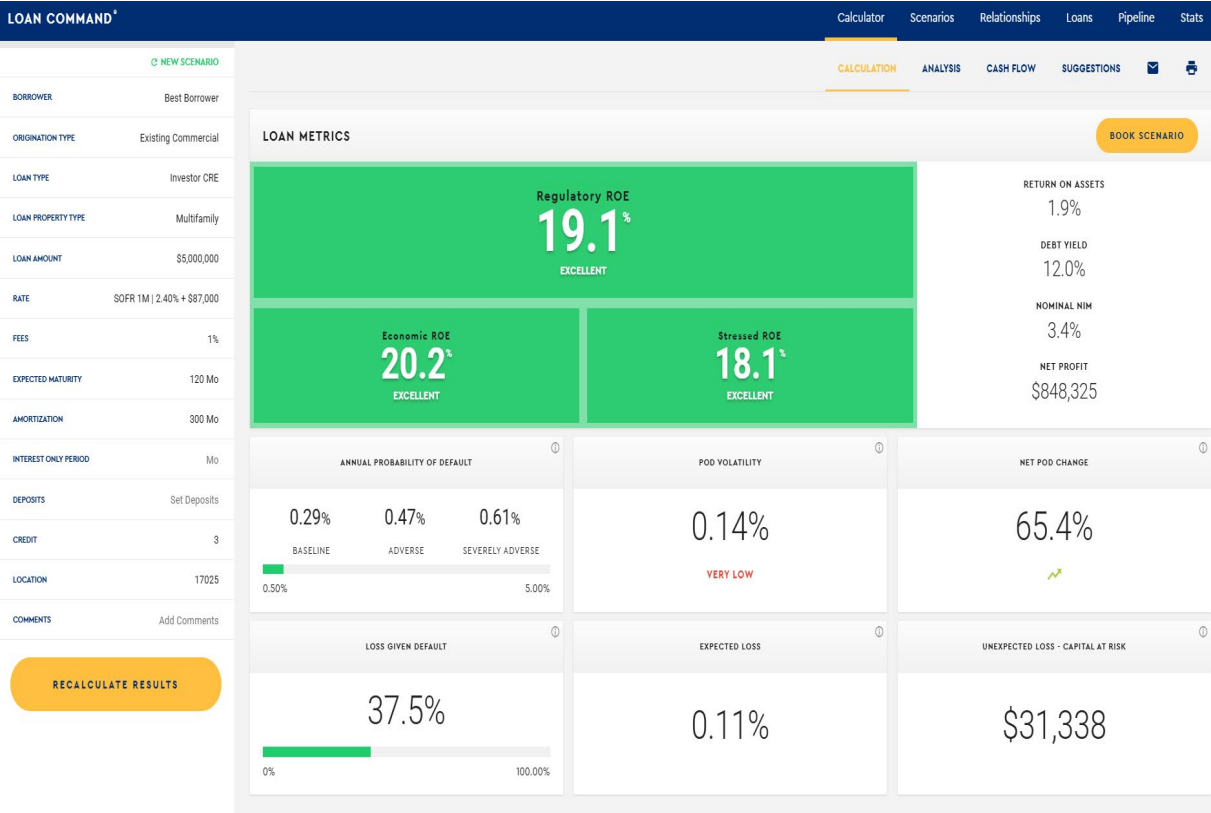 LOAN COMMAND®
Calculator Scenarios Relationships Loans Pipeline Stats
NEW SCENARIO
CALCULATION ANALYSIS CASH FLOW SUGGESTIONS
BORROWER Best Borrower
ORIGINATION TYPE Existing Commercial
LOAN TYPE Investor CRE
LOAN PROPERTY TYPE Multifamily
LOAN AMOUNT $5,000,000
RATE SOFR 1M | 2.40% + $87,000
FEES 1%
EXPECTED MATURITY 120 Mo
AMORTIZATION 300 Mo
INTEREST ONLY PERIOD Mo
DEPOSITS Set Deposits
CREDIT 3
LOCATION 17025
COMMENTS Add Comments
RECALCULATE RESULTS
LOAN METRICS
BOOK SCENARIO
Regulatory ROE
19.1%
EXCELLENT
Economic ROE
20.2%
EXCELLENT
Stressed ROE
18.1%
EXCELLENT
RETURN ON ASSETS
1.9%
DEBT YIELD
12.0%
NOMINAL NIM
3.4%
NET PROFIT
$848,325
ANNUAL PROBABILITY OF DEFAULT
0.29% 0.47% 0.61%
BASELINE ADVERSE SEVERELY ADVERSE
0.50% 5.00%
POD VOLATILITY
0.14%
VERY LOW
NET POD CHANGE
65.4%
LOSS GIVEN DEFAULT
37.5%
0% 100.00%
EXPECTED LOSS
0.11%
UNEXPECTED LOSS - CAPITAL AT RISK
$31,338